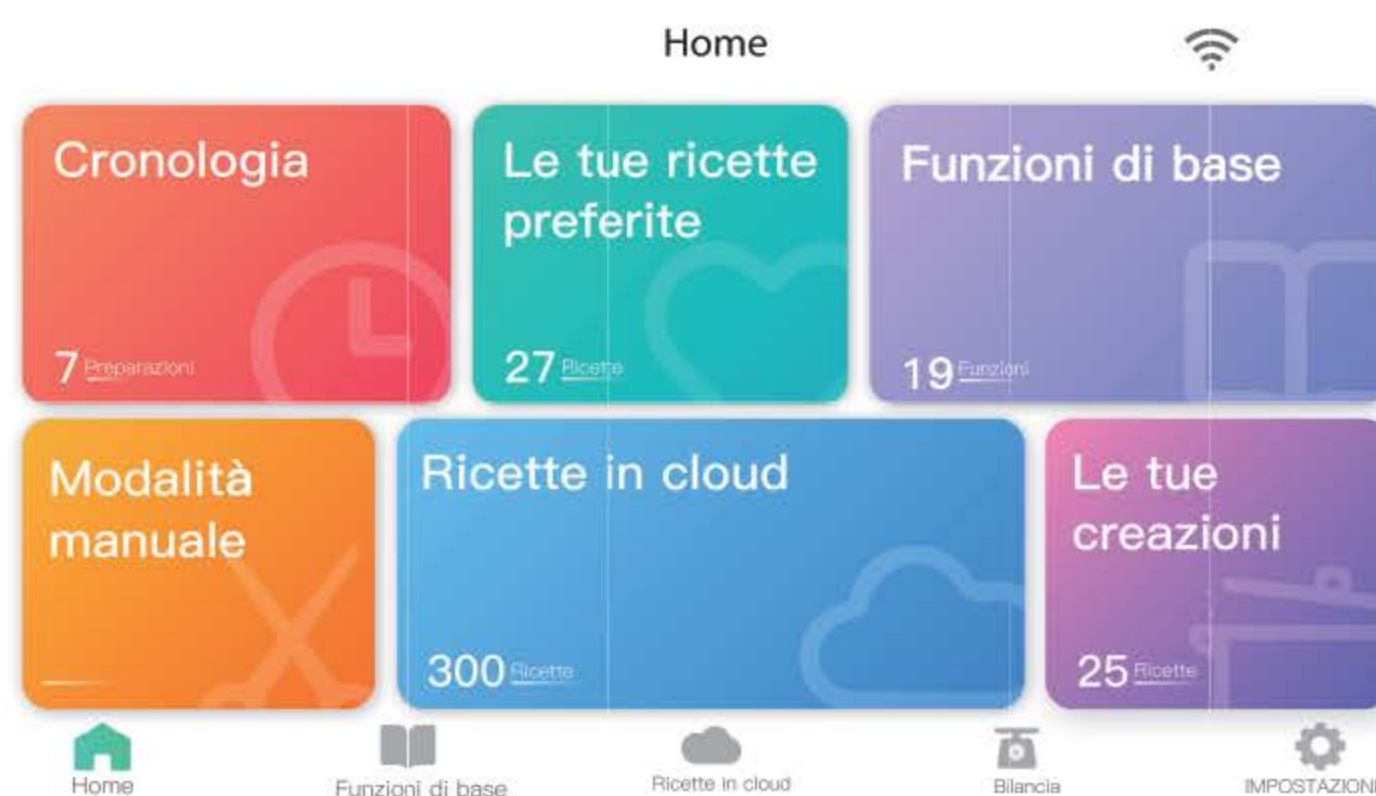 Home
Cronologia
7 Preparazioni
Le tue ricette
preferite
27 Ricette
Funzioni di base
19 Funzioni
Modalità
manuale
Ricette in cloud
300 Ricette
Le tue
creazioni
25 Ricette
Home
Funzioni di base
Ricette in cloud
Bilancia
IMPOSTAZIONI